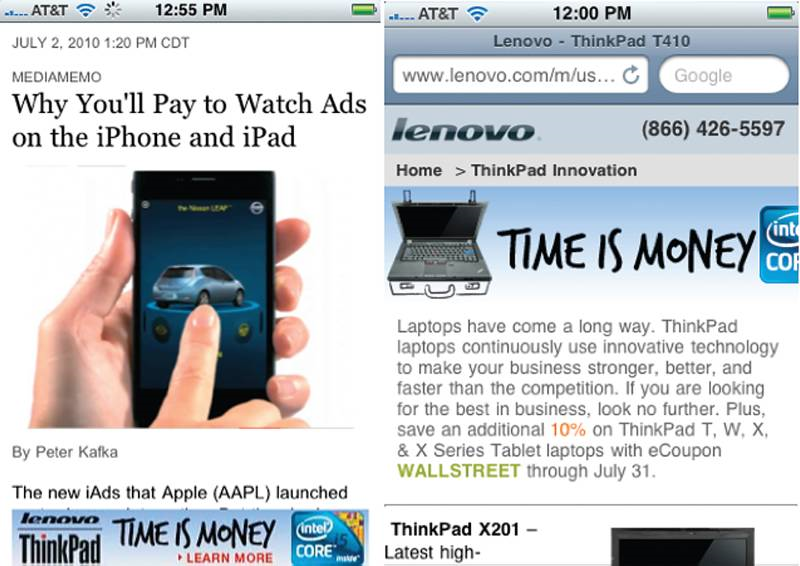 AT&T 12:55 PM
JULY 2, 2010 1:20 PM CDT
MEDIAMEMO
Why You'll Pay to Watch Ads
on the iPhone and iPad
the Nissan LEAF™
By Peter Kafka
The new iAds that Apple (AAPL) launched
lenovo
ThinkPad
TIME IS MONEY
LEARN MORE
intel
CORE i5
inside™
AT&T 12:00 PM
Lenovo - ThinkPad T410
www.lenovo.com/m/us... Google
lenovo (866) 426-5597
Home > ThinkPad Innovation
TIME IS MONEY
Laptops have come a long way. ThinkPad
laptops continuously use innovative technology
to make your business stronger, better, and
faster than the competition. If you are looking
for the best in business, look no further. Plus,
save an additional 10% on ThinkPad T, W, X,
& X Series Tablet laptops with eCoupon
WALLSTREET through July 31.
ThinkPad X201 –
Latest high-